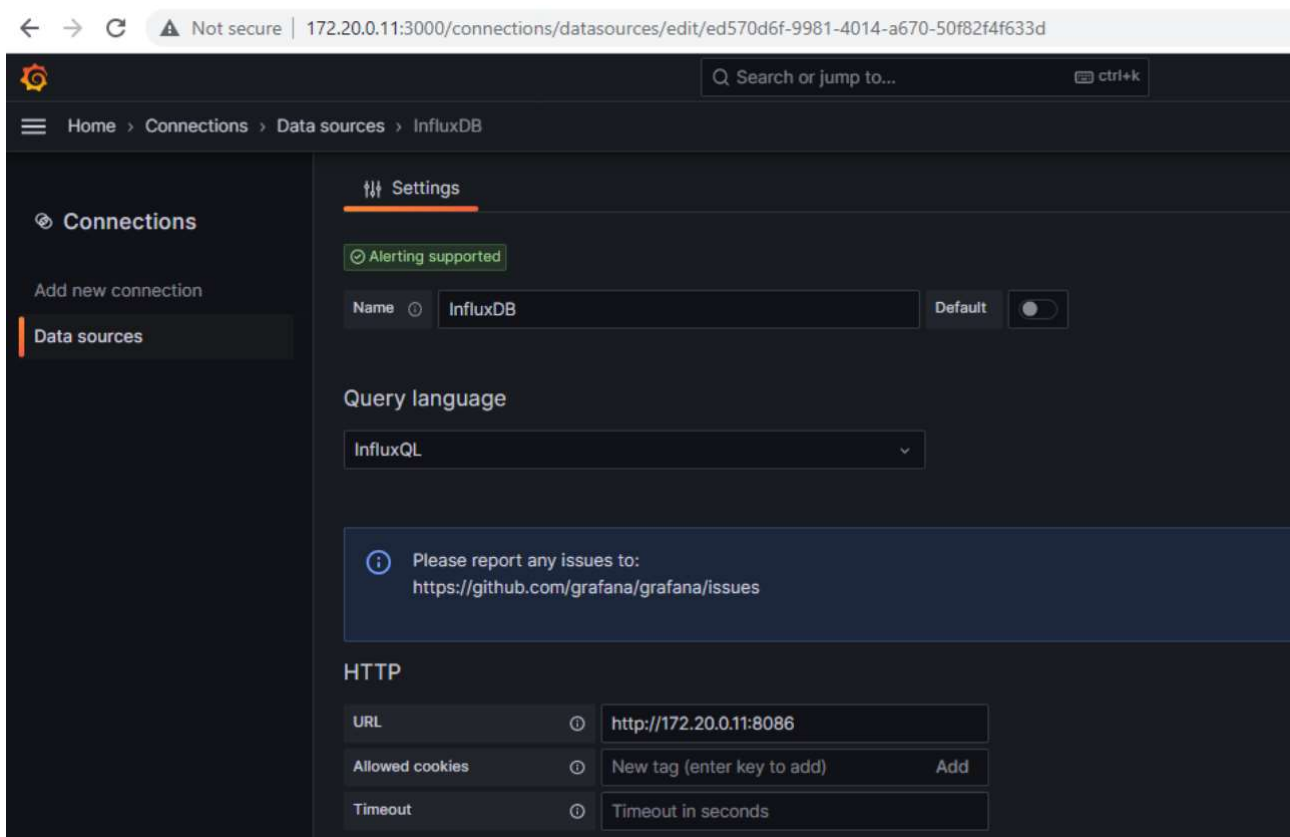 Not secure 172.20.0.11:3000/connections/datasources/edit/ed570d6f-9981-4014-a670-50f82f4f633d
Search or jump to... ctrl+k
Home › Connections › Data sources › InfluxDB
Settings
Connections
Alerting supported
Add new connection
Name InfluxDB Default
Data sources
Query language
InfluxQL
Please report any issues to:
https://github.com/grafana/grafana/issues
HTTP
URL http://172.20.0.11:8086
Allowed cookies New tag (enter key to add) Add
Timeout Timeout in seconds